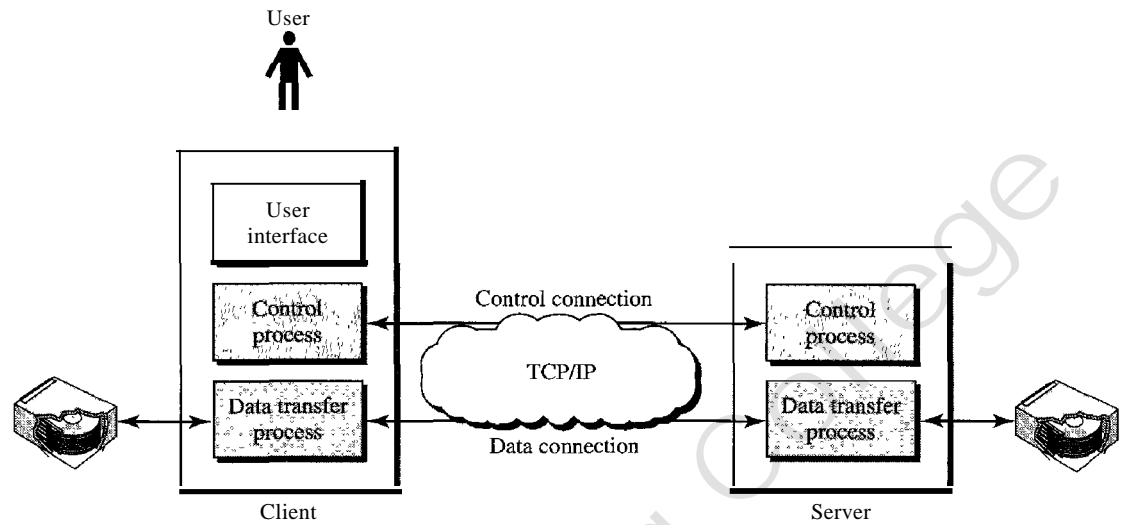 User
User
interface
Control connection
Control
process
Control
process
TCP/IP
Data transfer
process
Data transfer
process
Data connection
Client
Server
college